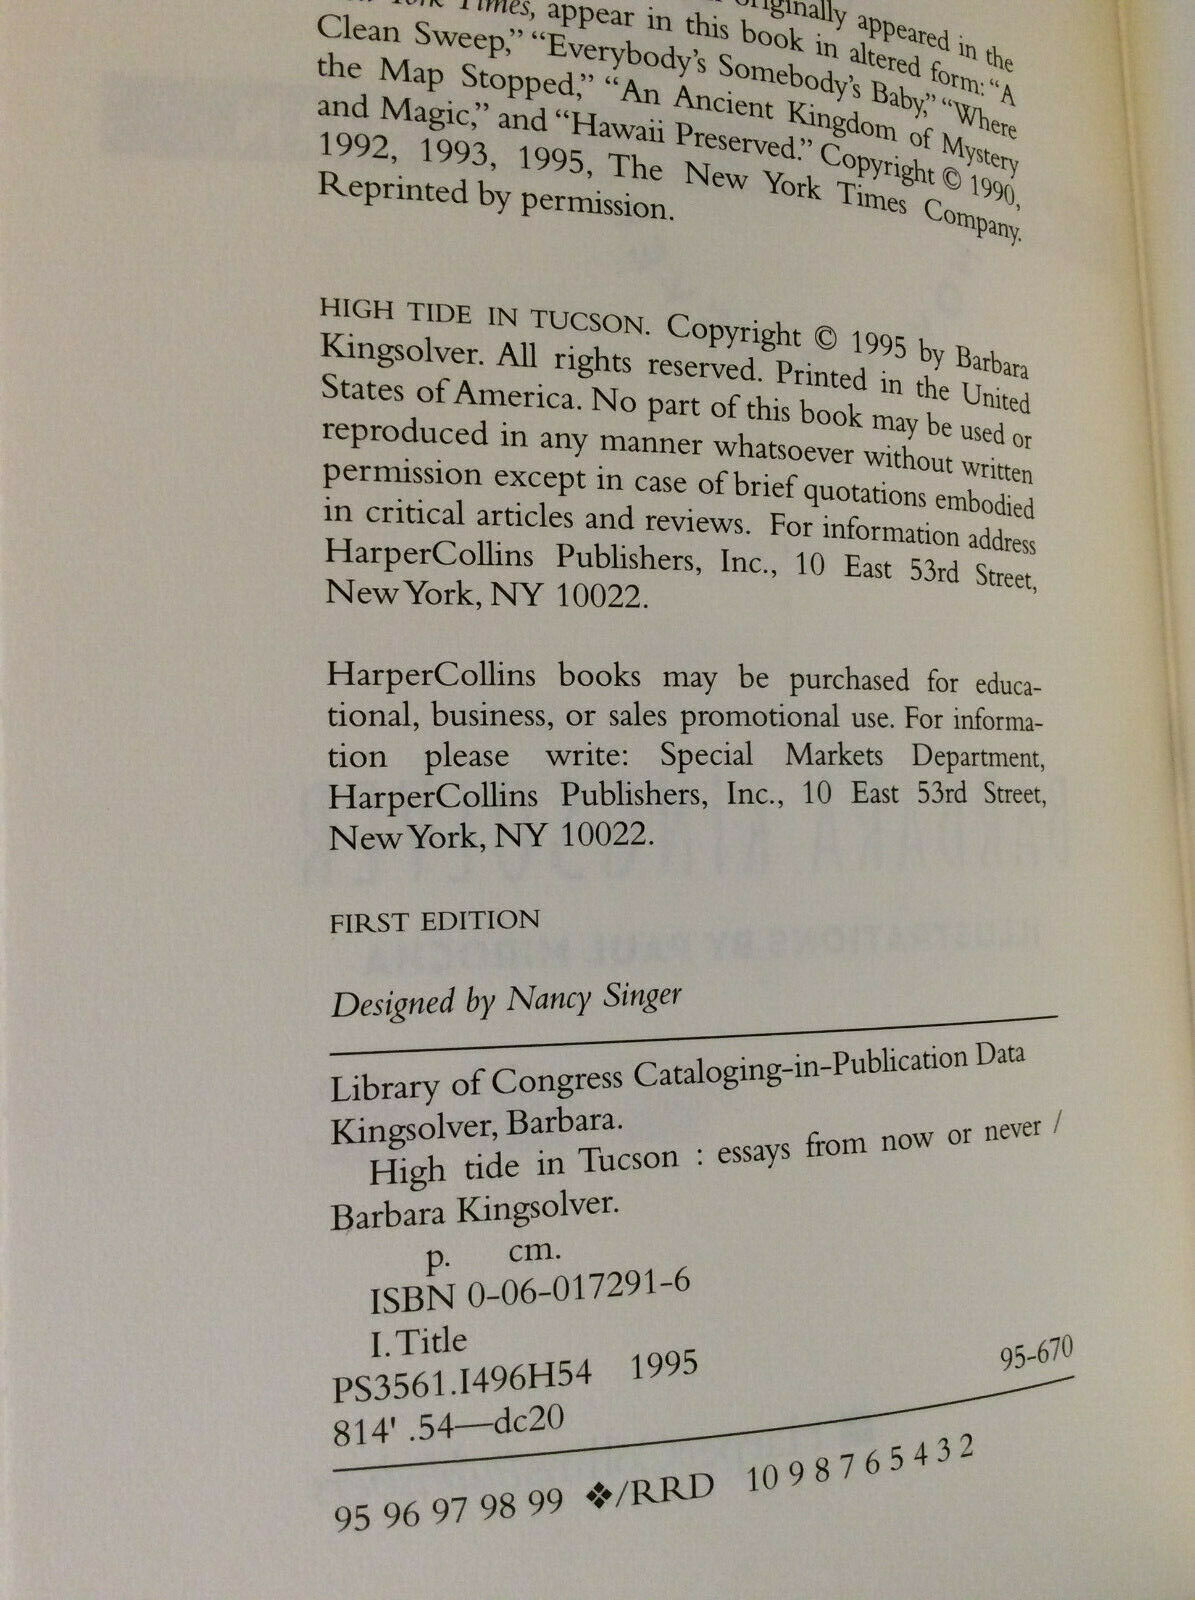 originally appeared in the
York Times, appear in this book in altered form: “A
Clean Sweep,” “Everybody’s Somebody’s Baby,” “Where
the Map Stopped,” “An Ancient Kingdom of Mystery
and Magic,” and “Hawaii Preserved.” Copyright © 1990,
1992, 1993, 1995, The New York Times Company.
Reprinted by permission.
HIGH TIDE IN TUCSON. Copyright © 1995 by Barbara
Kingsolver. All rights reserved. Printed in the United
States of America. No part of this book may be used or
reproduced in any manner whatsoever without written
permission except in case of brief quotations embodied
in critical articles and reviews. For information address
HarperCollins Publishers, Inc., 10 East 53rd Street,
New York, NY 10022.
HarperCollins books may be purchased for educa-
tional, business, or sales promotional use. For informa-
tion please write: Special Markets Department,
HarperCollins Publishers, Inc., 10 East 53rd Street,
New York, NY 10022.
FIRST EDITION
Designed by Nancy Singer
Library of Congress Cataloging-in-Publication Data
Kingsolver, Barbara.
High tide in Tucson : essays from now or never /
Barbara Kingsolver.
p. cm.
ISBN 0-06-017291-6
I. Title
PS3561.I496H54 1995 95-670
814' .54—dc20
95 96 97 98 99 ❖/RRD 10 9 8 7 6 5 4 3 2